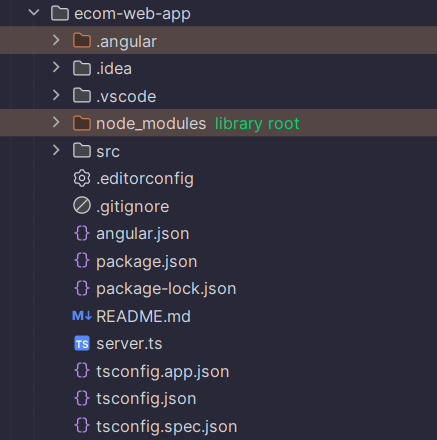 ecom-web-app
.angular
.idea
.vscode
node_modules library root
src
.editorconfig
.gitignore
angular.json
package.json
package-lock.json
M↓ README.md
TS server.ts
tsconfig.app.json
tsconfig.json
tsconfig.spec.json